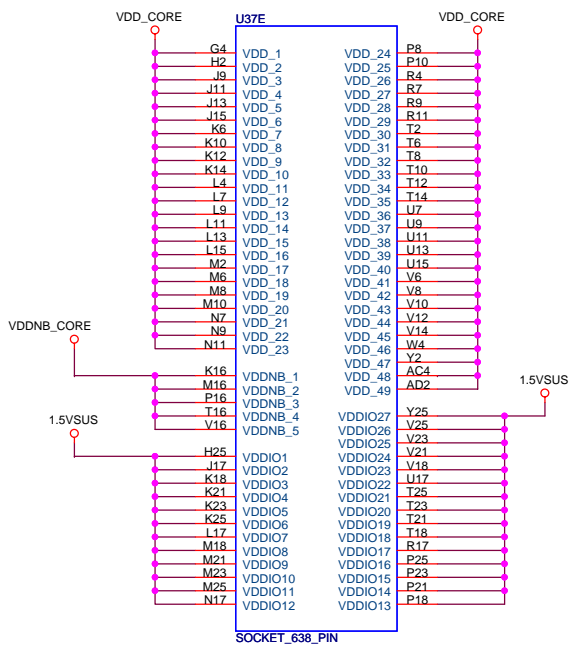 VDD_CORE U37E VDD_CORE
G4 VDD_1 VDD_24 P8
H2 VDD_2 VDD_25 P10
J9 VDD_3 VDD_26 R4
J11 VDD_4 VDD_27 R7
J13 VDD_5 VDD_28 R9
J15 VDD_6 VDD_29 R11
K6 VDD_7 VDD_30 T2
K10 VDD_8 VDD_31 T6
K12 VDD_9 VDD_32 T8
K14 VDD_10 VDD_33 T10
L4 VDD_11 VDD_34 T12
L7 VDD_12 VDD_35 T14
L9 VDD_13 VDD_36 U7
L11 VDD_14 VDD_37 U9
L13 VDD_15 VDD_38 U11
L15 VDD_16 VDD_39 U13
M2 VDD_17 VDD_40 U15
M6 VDD_18 VDD_41 V6
M8 VDD_19 VDD_42 V8
M10 VDD_20 VDD_43 V10
N7 VDD_21 VDD_44 V12
N9 VDD_22 VDD_45 V14
N11 VDD_23 VDD_46 W4
VDD_47 Y2
VDDNB_CORE
K16 VDDNB_1 VDD_48 AC4
M16 VDDNB_2 VDD_49 AD2
P16 VDDNB_3
T16 VDDNB_4 VDDIO27 Y25
V16 VDDNB_5 VDDIO26 V25
1.5VSUS
1.5VSUS
VDDIO25 V23
H25 VDDIO1 VDDIO24 V21
J17 VDDIO2 VDDIO23 V18
K18 VDDIO3 VDDIO22 U17
K21 VDDIO4 VDDIO21 T25
K23 VDDIO5 VDDIO20 T23
K25 VDDIO6 VDDIO19 T21
L17 VDDIO7 VDDIO18 T18
M18 VDDIO8 VDDIO17 R17
M21 VDDIO9 VDDIO16 P25
M23 VDDIO10 VDDIO15 P23
M25 VDDIO11 VDDIO14 P21
N17 VDDIO12 VDDIO13 P18
SOCKET_638_PIN